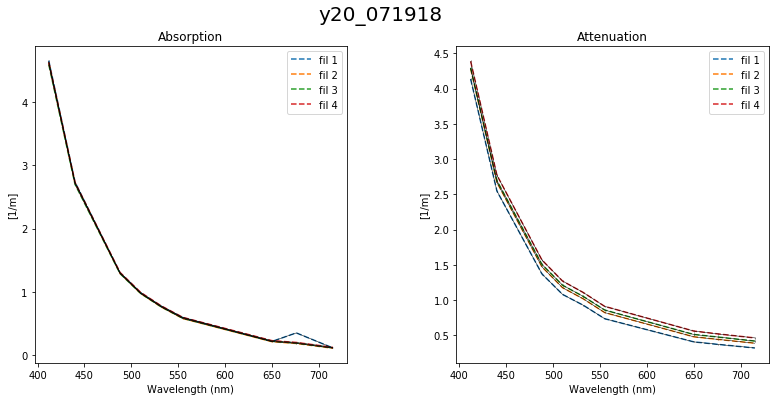 y20_071918
Absorption
fil 1
fil 2
fil 3
fil 4
[1/m]
4
3
2
1
0
400 450 500 550 600 650 700
Wavelength (nm)
Attenuation
fil 1
fil 2
fil 3
fil 4
[1/m]
4.5
4.0
3.5
3.0
2.5
2.0
1.5
1.0
0.5
400 450 500 550 600 650 700
Wavelength (nm)